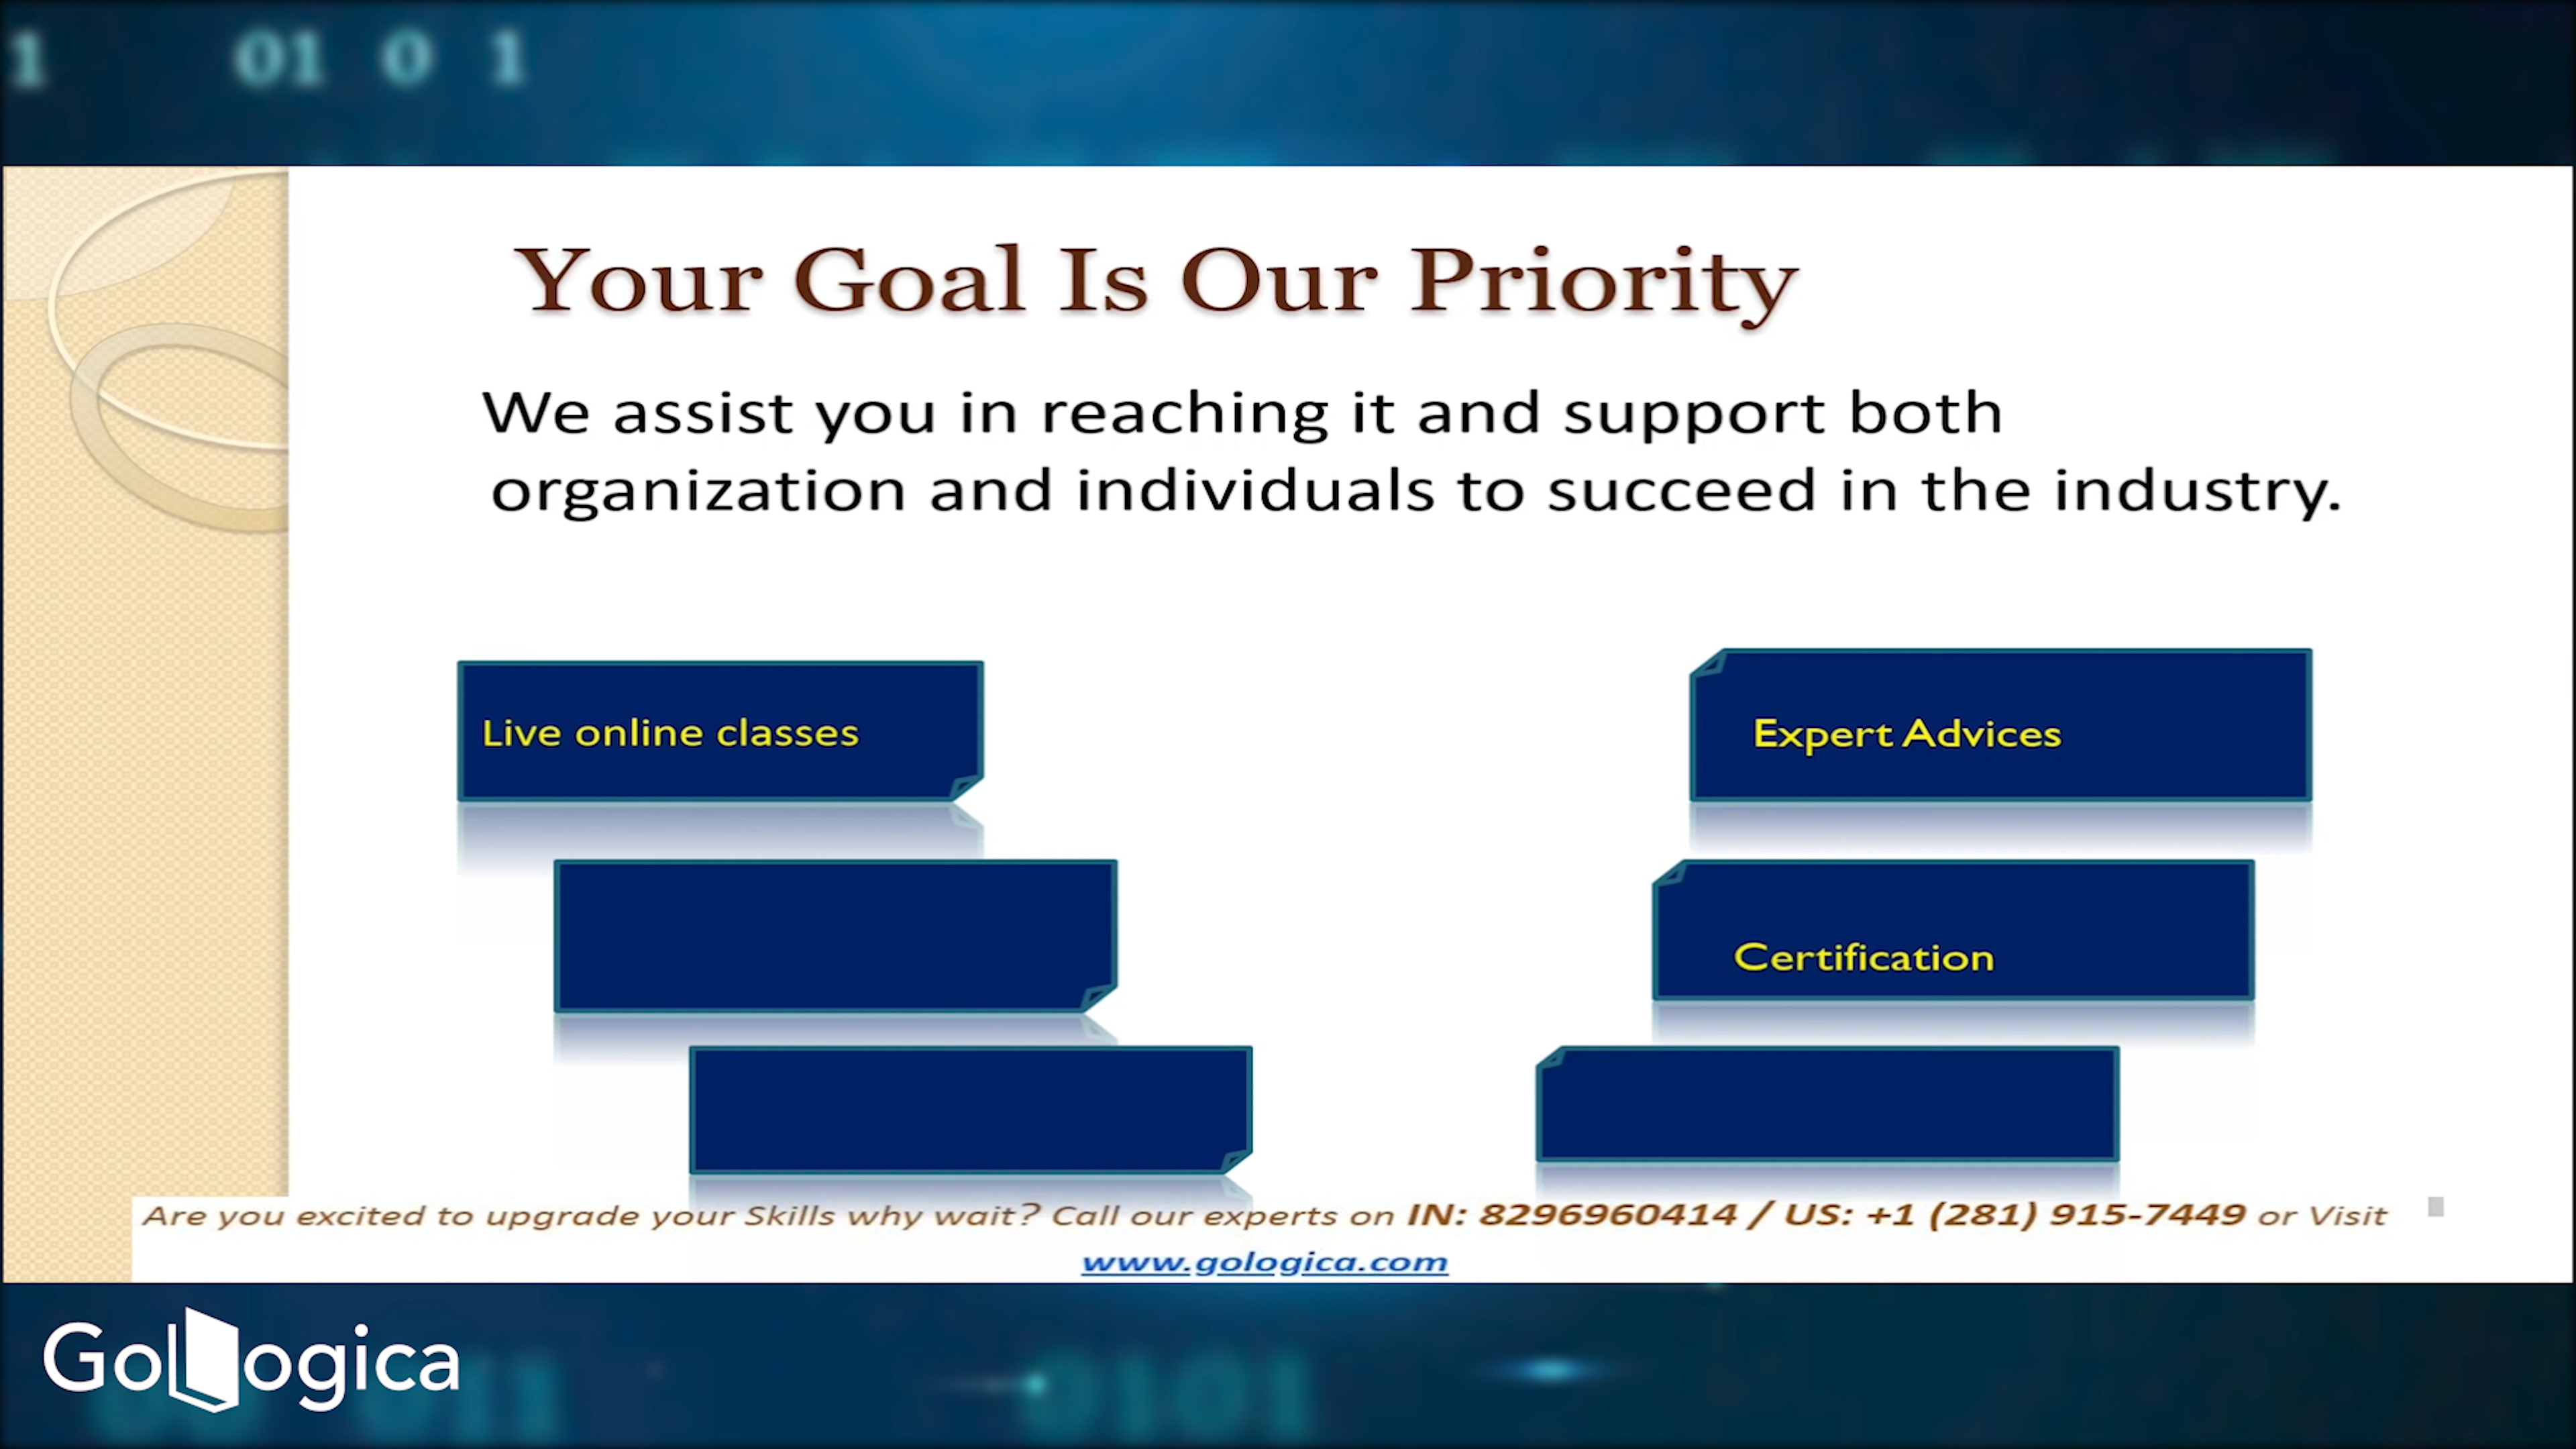 1 01 0 1
Your Goal Is Our Priority
We assist you in reaching it and support both
organization and individuals to succeed in the industry.
Live online classes
Expert Advices
Certification
Are you excited to upgrade your Skills why wait? Call our experts on IN: 8296960414 / US: +1 (281) 915-7449 or Visit
www.gologica.com
GoLogica
0101